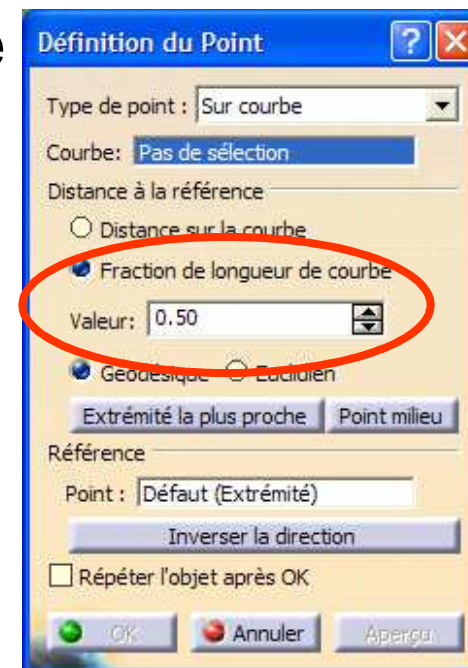 e
Définition du Point
Type de point : Sur courbe
Courbe: Pas de sélection
Distance à la référence
Distance sur la courbe
Fraction de longueur de courbe
Valeur: 0.50
Géodésique Euclidien
Extrémité la plus proche Point milieu
Référence
Point : Défaut (Extrémité)
Inverser la direction
Répéter l'objet après OK
OK Annuler Aperçu